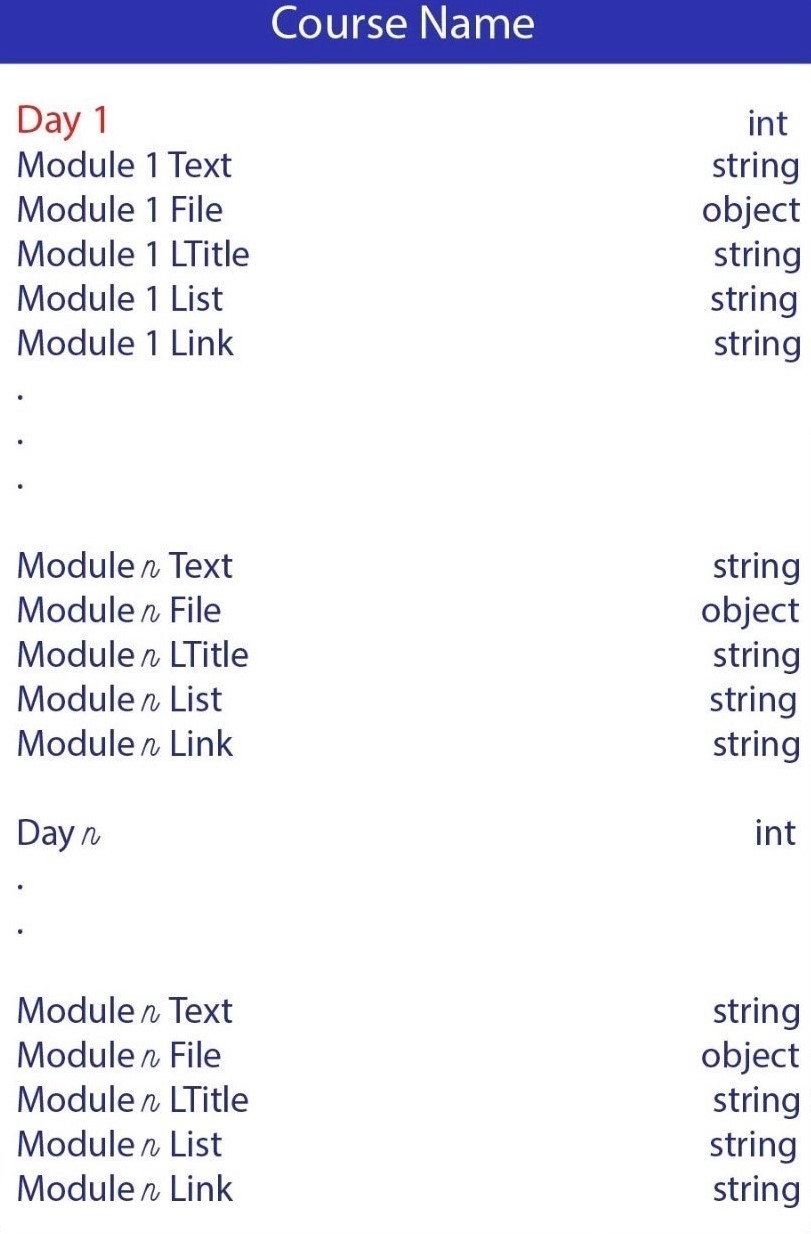 Course Name
Day 1 int
Module 1 Text string
Module 1 File object
Module 1 LTitle string
Module 1 List string
Module 1 Link string
.
.
.
Module n Text string
Module n File object
Module n LTitle string
Module n List string
Module n Link string
Day n int
.
.
Module n Text string
Module n File object
Module n LTitle string
Module n List string
Module n Link string